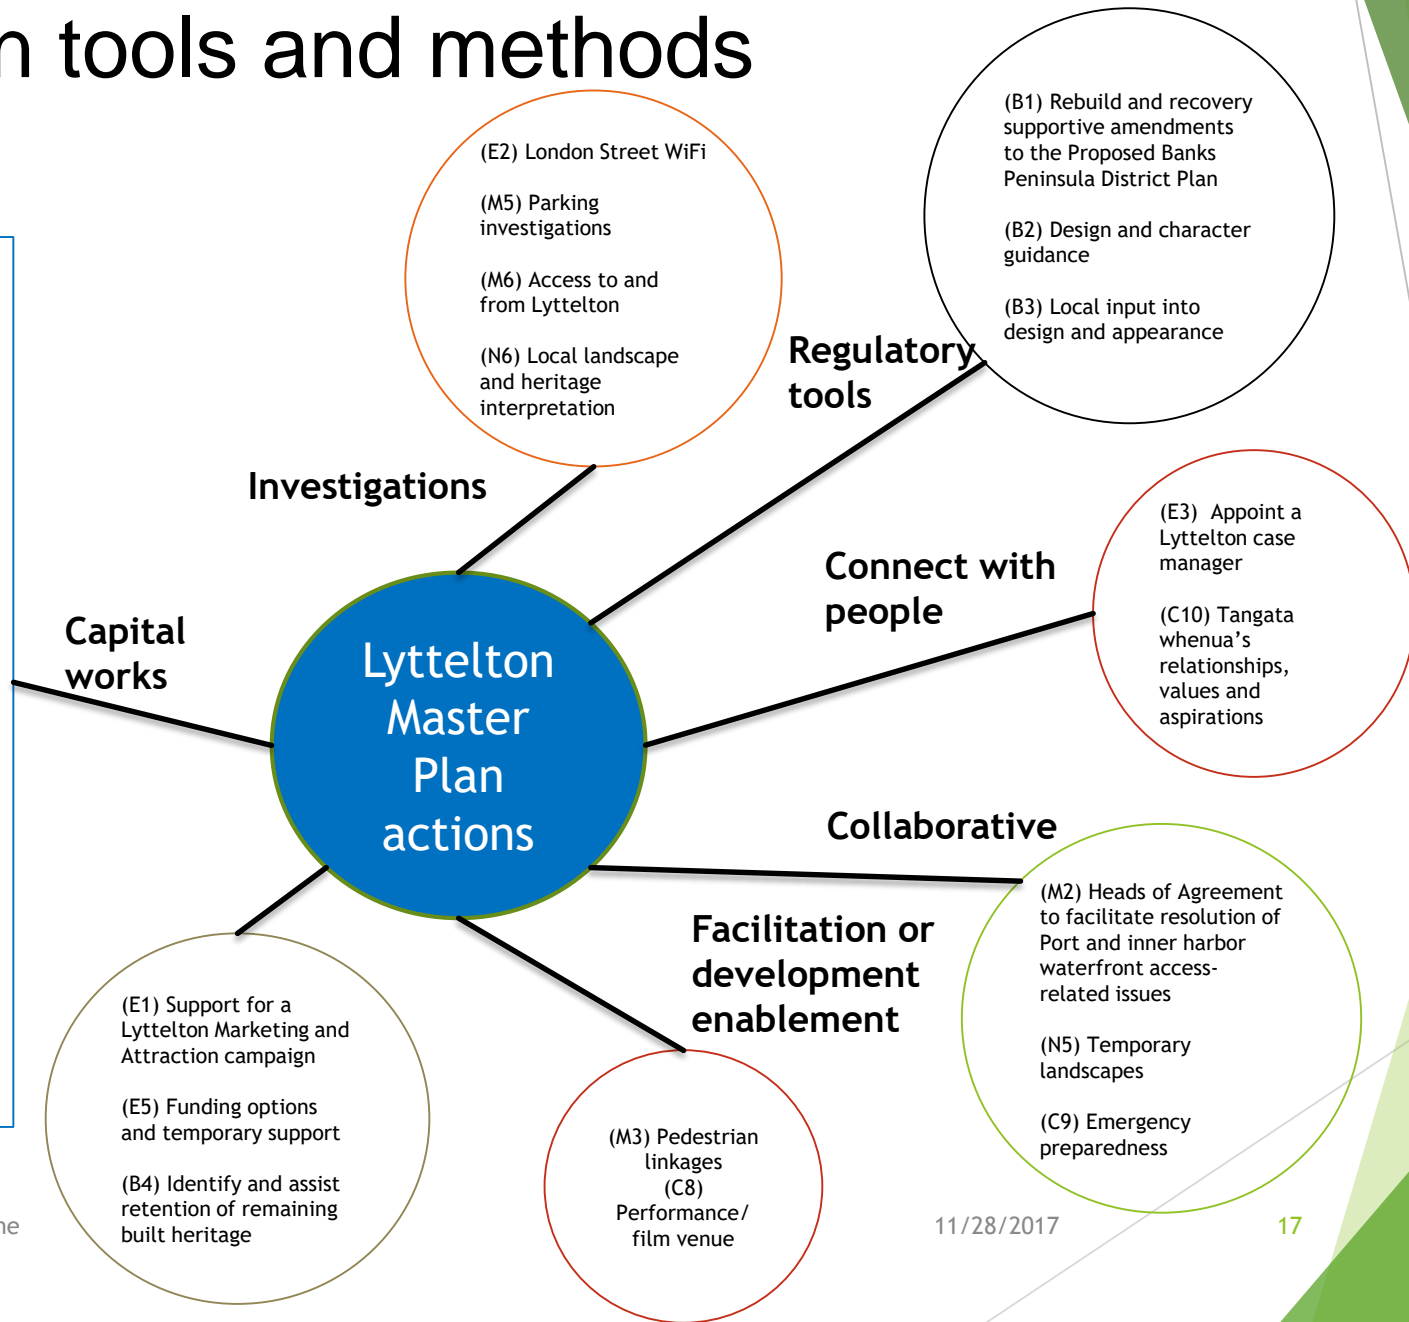 n tools and methods
(E2) London Street WiFi
(M5) Parking
investigations
(M6) Access to and
from Lyttelton
(N6) Local landscape
and heritage
interpretation
(B1) Rebuild and recovery
supportive amendments
to the Proposed Banks
Peninsula District Plan
(B2) Design and character
guidance
(B3) Local input into
design and appearance
Regulatory
tools
Investigations
(E3) Appoint a
Lyttelton case
manager
(C10) Tangata
whenua’s
relationships,
values and
aspirations
Connect with
people
Capital
works
Lyttelton
Master
Plan
actions
Collaborative
(M2) Heads of Agreement
to facilitate resolution of
Port and inner harbor
waterfront access-
related issues
(N5) Temporary
landscapes
(C9) Emergency
preparedness
Facilitation or
development
enablement
(E1) Support for a
Lyttelton Marketing and
Attraction campaign
(E5) Funding options
and temporary support
(B4) Identify and assist
retention of remaining
built heritage
(M3) Pedestrian
linkages
(C8)
Performance/
film venue
ne
11/28/2017
17